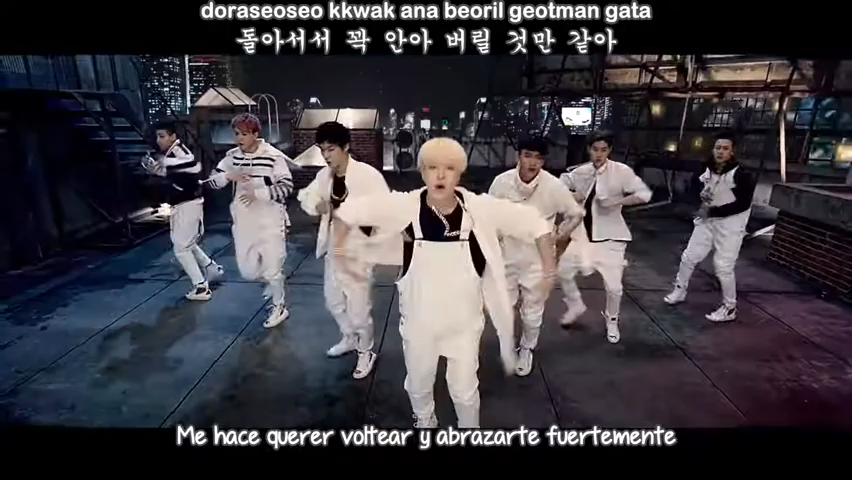 doraseoseo kkwak ana beoril geotman gata
돌아서서 꽉 안아 버릴 것만 같아
Me hace querer voltear y abrazarte fuertemente